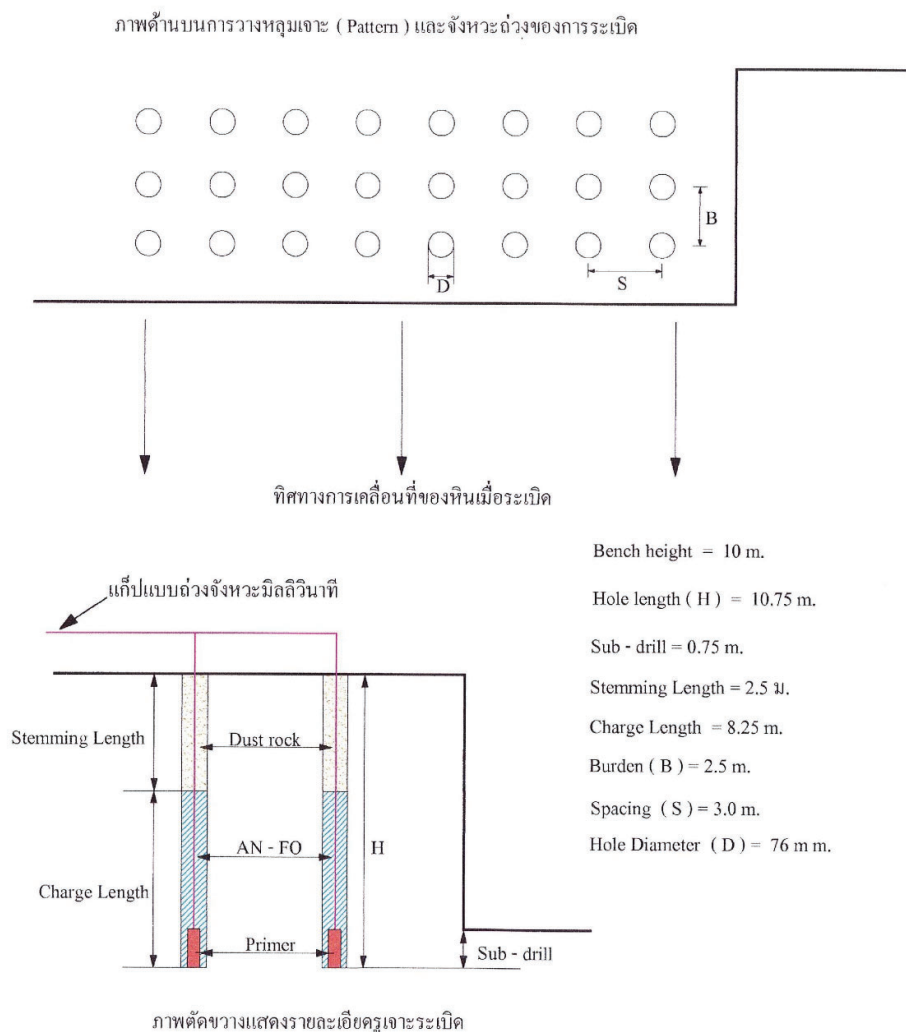 ภาพด้านบนการวางหลุมเจาะ ( Pattern ) และจังหวะถ่วงของการระเบิด
B
S
D
ทิศทางการเคลื่อนที่ของหินเมื่อระเบิด
Bench height = 10 m.
Hole length ( H ) = 10.75 m.
Sub - drill = 0.75 m.
Stemming Length = 2.5 ม.
Charge Length = 8.25 m.
Burden ( B ) = 2.5 m.
Spacing ( S ) = 3.0 m.
Hole Diameter ( D ) = 76 m m.
แก็ปแบบถ่วงจังหวะมิลลิวินาที
Stemming Length
Dust rock
AN - FO
H
Charge Length
Primer
Sub - drill
ภาพตัดขวางแสดงรายละเอียดรูเจาะระเบิด